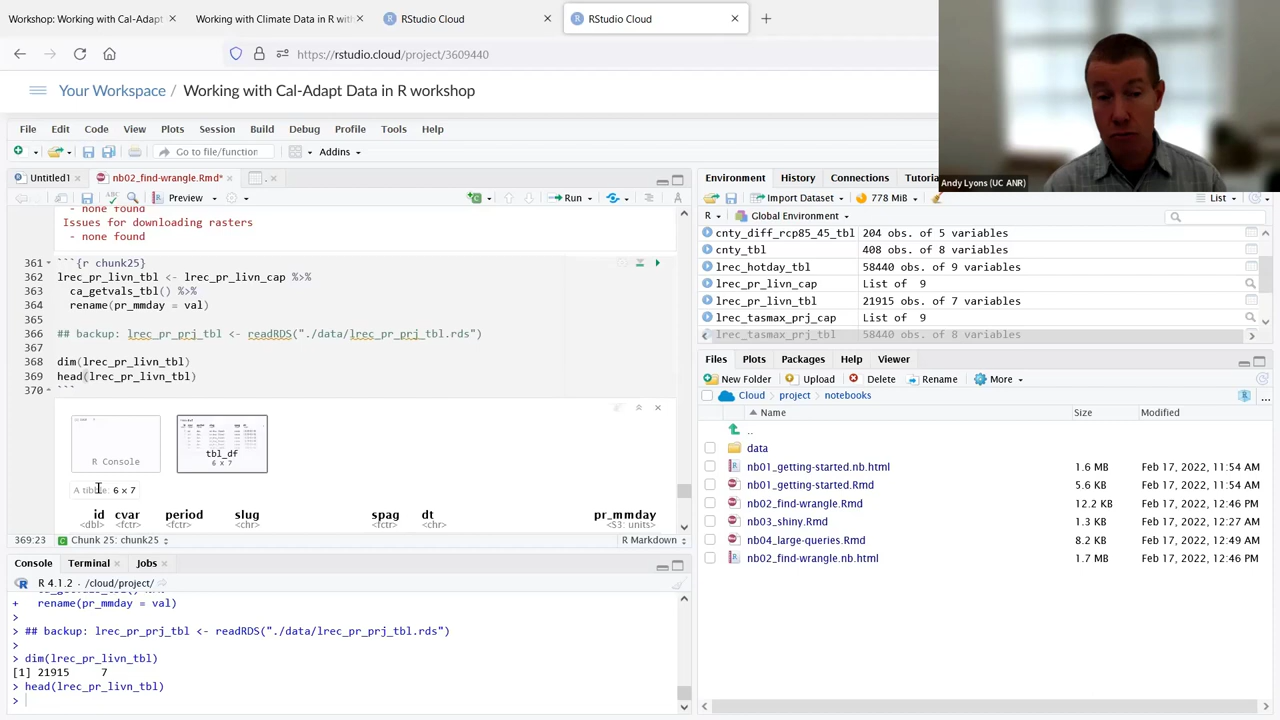 Workshop: Working with Cal-Adapt
Working with Climate Data in R wit
RStudio Cloud
RStudio Cloud
https://rstudio.cloud/project/3609440
Your Workspace / Working with Cal-Adapt Data in R workshop
File Edit Code View Plots Session Build Debug Profile Tools Help
Go to file/function
Addins
Untitled1
nb02_find-wrangle.Rmd*
Preview
Run
- none found
Issues for downloading rasters
- none found
361 ```{r chunk25}
362 lrec_pr_livn_tbl <- lrec_pr_livn_cap %>%
363 ca_getvals_tbl() %>%
364 rename(pr_mmday = val)
365
366 ## backup: lrec_pr_prj_tbl <- readRDS("./data/lrec_pr_prj_tbl.rds")
367
368 dim(lrec_pr_livn_tbl)
369 head(lrec_pr_livn_tbl)
370 ```
R Console
tbl_df
6 x 7
6 x 7
id cvar period slug spag dt pr_mmday
<dbl> <fctr> <fctr> <fctr> <fctr> <chr> <S3: units>
369:23 Chunk 25: chunk25 R Markdown
Console Terminal Jobs
R 4.1.2 · /cloud/project/
+ rename(pr_mmday = val)
>
> ## backup: lrec_pr_prj_tbl <- readRDS("./data/lrec_pr_prj_tbl.rds")
>
> dim(lrec_pr_livn_tbl)
[1] 21915 7
> head(lrec_pr_livn_tbl)
>
Andy Lyons (UC ANR)
Environment History Connections Tutoria
Import Dataset 778 MiB List
R Global Environment
cnty_diff_rcp85_45_tbl 204 obs. of 5 variables
cnty_tbl 408 obs. of 8 variables
lrec_hotday_tbl 58440 obs. of 9 variables
lrec_pr_livn_cap List of 9
lrec_pr_livn_tbl 21915 obs. of 7 variables
lrec_tasmax_prj_cap List of 9
lrec_tasmax_prj_tbl 58440 obs. of 8 variables
Files Plots Packages Help Viewer
New Folder Upload Delete Rename More
Cloud project notebooks
Name Size Modified
..
data
nb01_getting-started.nb.html 1.6 MB Feb 17, 2022, 11:54 AM
nb01_getting-started.Rmd 5.6 KB Feb 17, 2022, 11:54 AM
nb02_find-wrangle.Rmd 12.2 KB Feb 17, 2022, 12:46 PM
nb03_shiny.Rmd 1.3 KB Feb 17, 2022, 12:27 AM
nb04_large-queries.Rmd 8.2 KB Feb 17, 2022, 12:49 AM
nb02_find-wrangle.nb.html 1.7 MB Feb 17, 2022, 12:46 PM